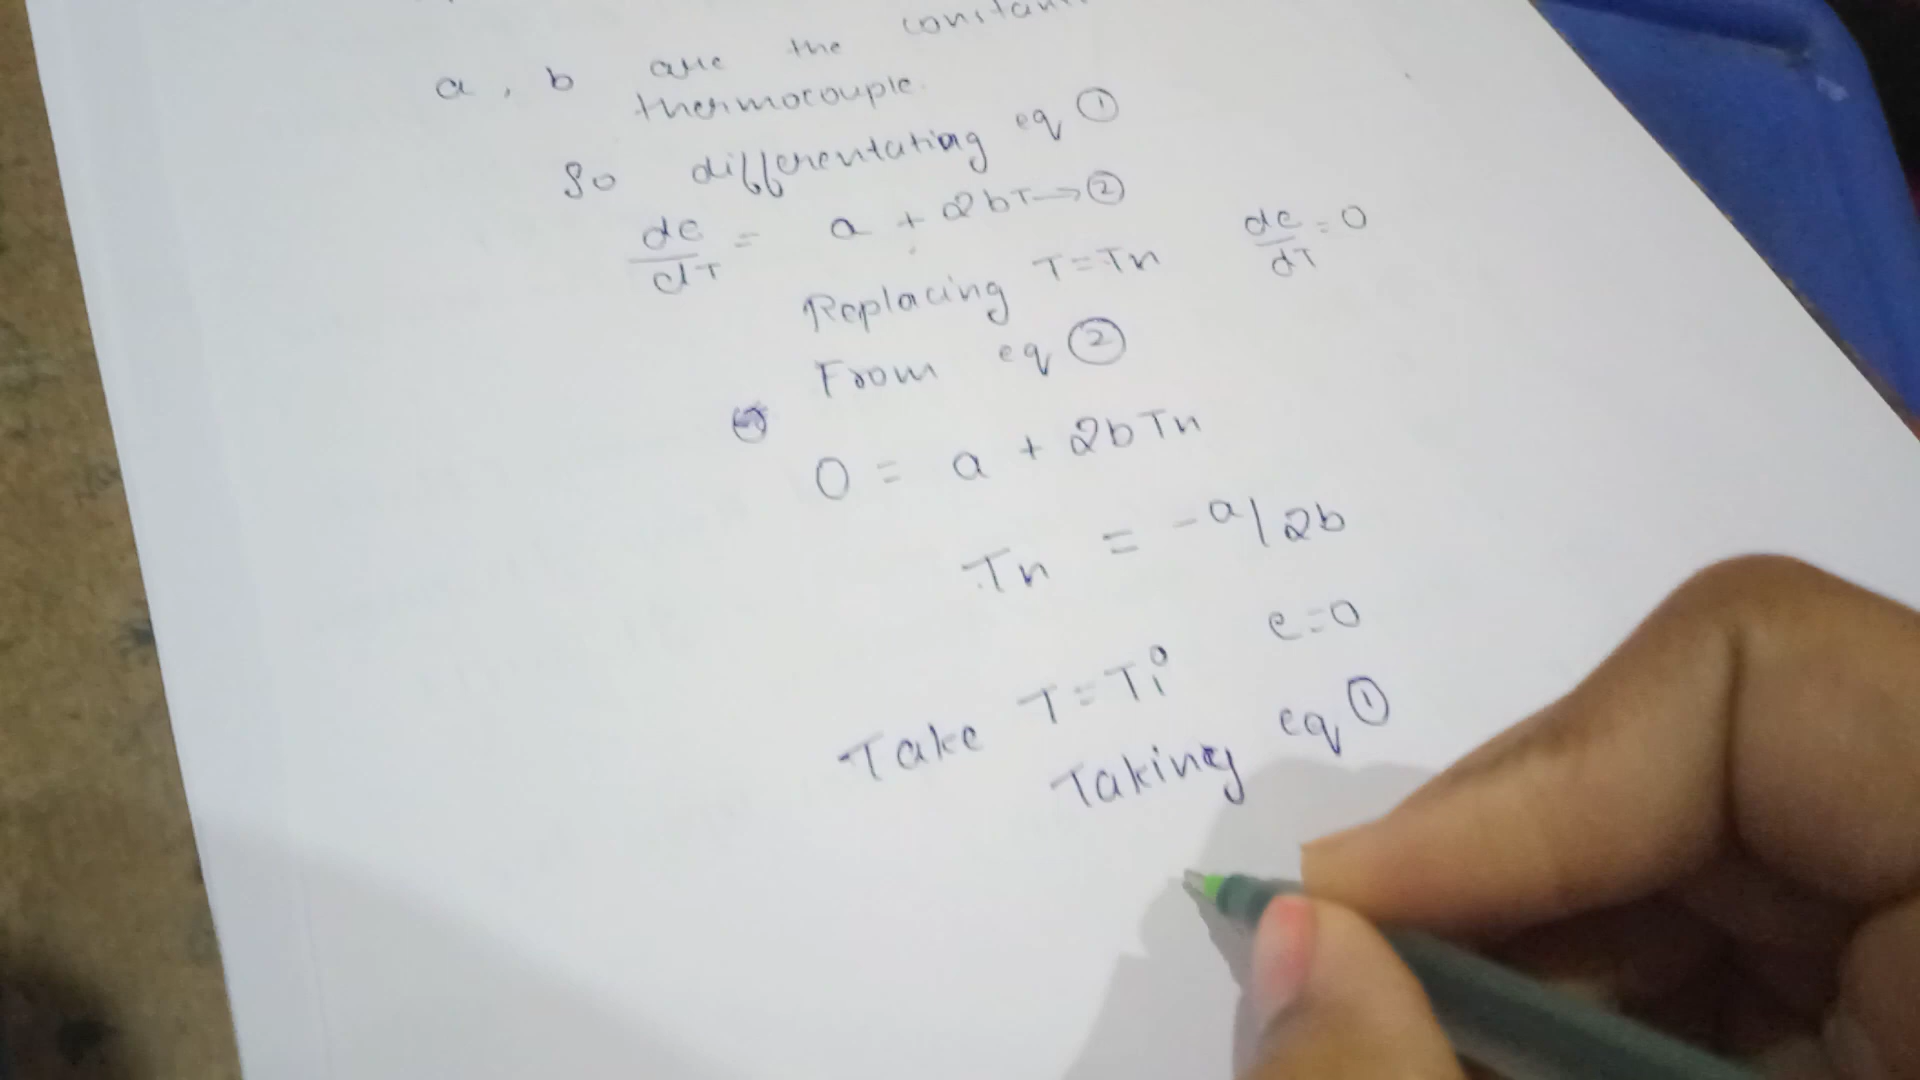 a, b are the
thermocouple.
So differentating eq ①
de/dT = a + 2bT → ②
Replacing T=Tn de/dT = 0
From eq ②
0 = a + 2bTn
Tn = -a/2b
Take T=Ti e=0
Taking eq ①